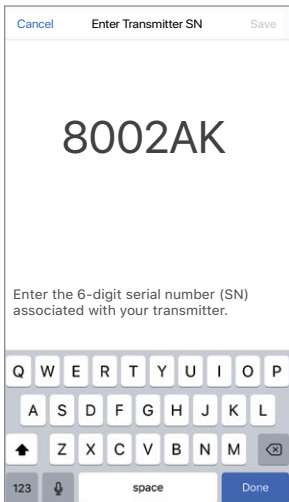 Cancel Enter Transmitter SN Save
8002AK
Enter the 6-digit serial number (SN)
associated with your transmitter.
Q W E R T Y U I O P
A S D F G H J K L
Z X C V B N M
123 space Done